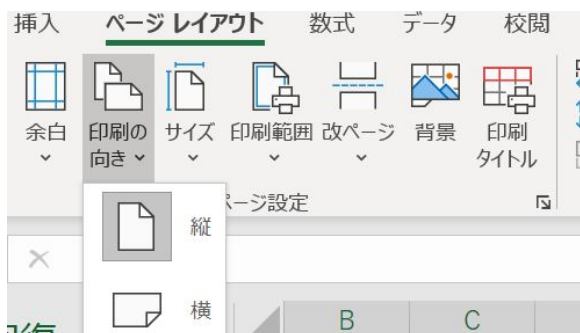 挿入 ページ レイアウト 数式 データ 校閲
余白 印刷の向き サイズ 印刷範囲 改ページ 背景 印刷タイトル
ページ設定
縦
横
B C